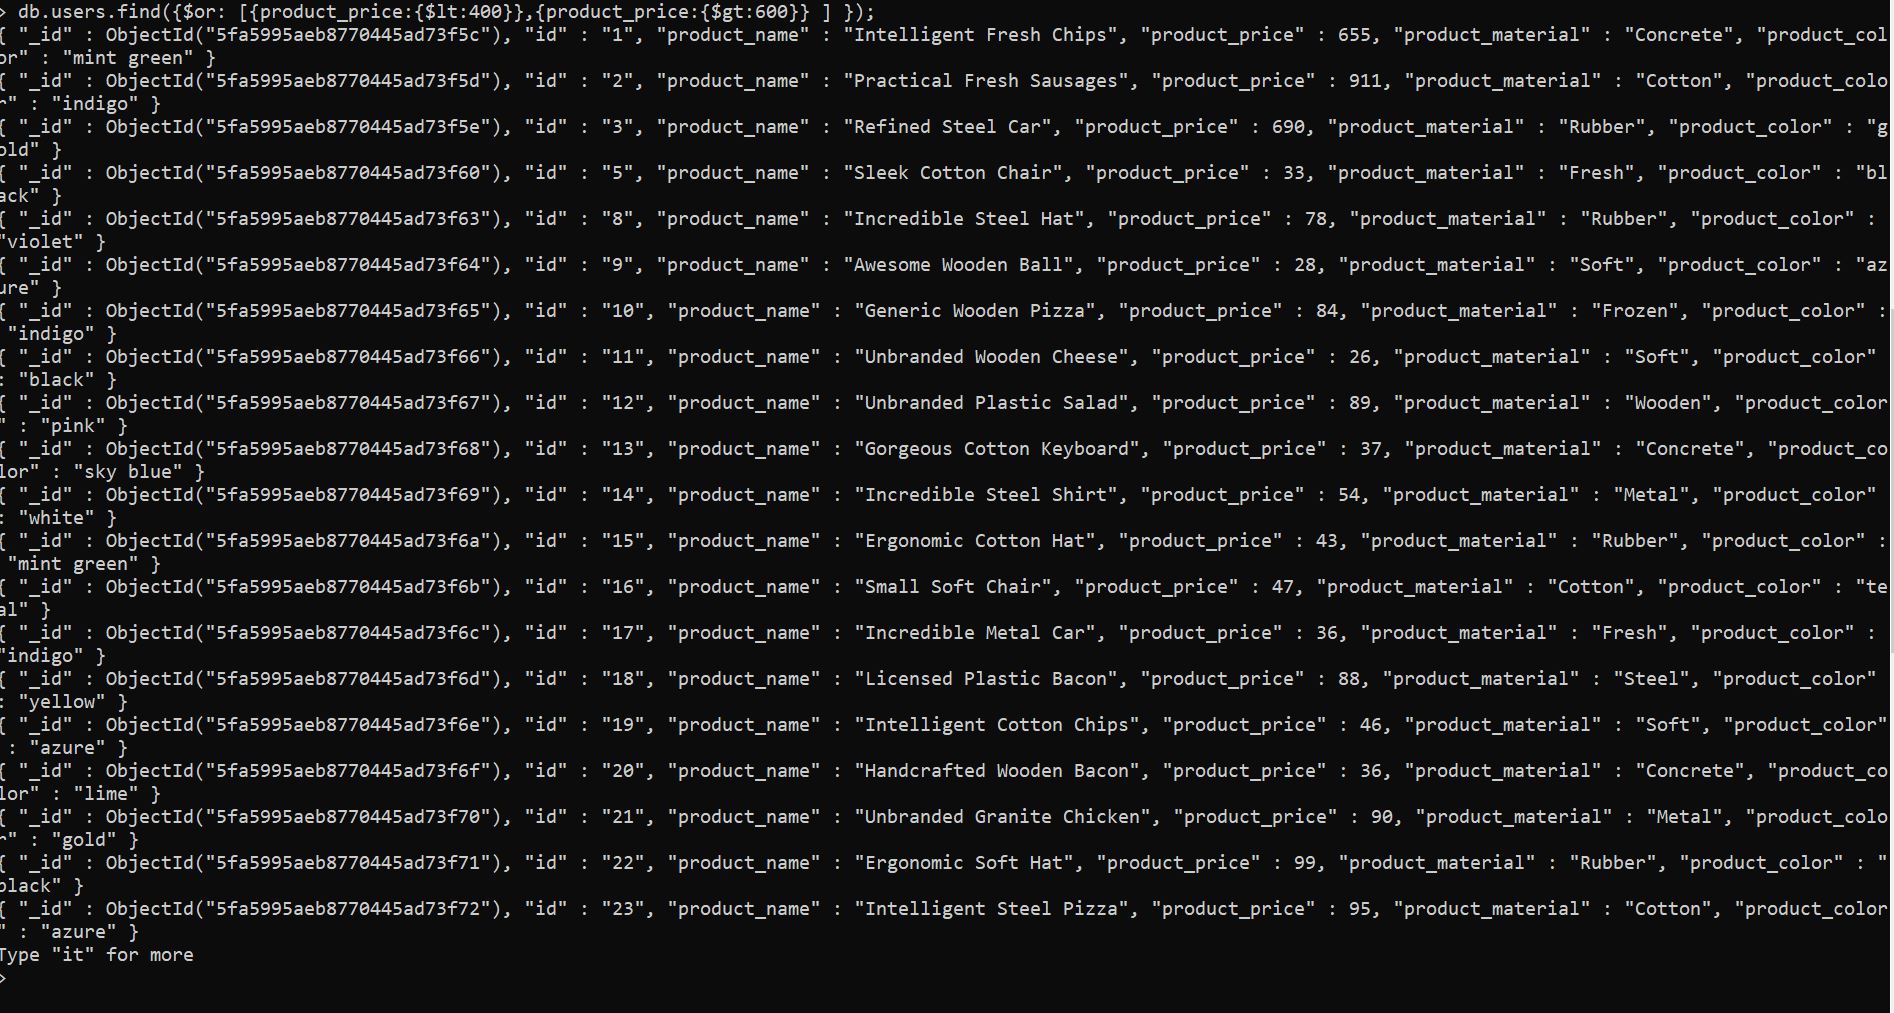 > db.users.find({$or: [{product_price:{$lt:400}},{product_price:{$gt:600}} ] });
{ "_id" : ObjectId("5fa5995aeb8770445ad73f5c"), "id" : "1", "product_name" : "Intelligent Fresh Chips", "product_price" : 655, "product_material" : "Concrete", "product_col
or" : "mint green" }
{ "_id" : ObjectId("5fa5995aeb8770445ad73f5d"), "id" : "2", "product_name" : "Practical Fresh Sausages", "product_price" : 911, "product_material" : "Cotton", "product_colo
r" : "indigo" }
{ "_id" : ObjectId("5fa5995aeb8770445ad73f5e"), "id" : "3", "product_name" : "Refined Steel Car", "product_price" : 690, "product_material" : "Rubber", "product_color" : "g
old" }
{ "_id" : ObjectId("5fa5995aeb8770445ad73f60"), "id" : "5", "product_name" : "Sleek Cotton Chair", "product_price" : 33, "product_material" : "Fresh", "product_color" : "bl
ack" }
{ "_id" : ObjectId("5fa5995aeb8770445ad73f63"), "id" : "8", "product_name" : "Incredible Steel Hat", "product_price" : 78, "product_material" : "Rubber", "product_color" :
"violet" }
{ "_id" : ObjectId("5fa5995aeb8770445ad73f64"), "id" : "9", "product_name" : "Awesome Wooden Ball", "product_price" : 28, "product_material" : "Soft", "product_color" : "az
ure" }
{ "_id" : ObjectId("5fa5995aeb8770445ad73f65"), "id" : "10", "product_name" : "Generic Wooden Pizza", "product_price" : 84, "product_material" : "Frozen", "product_color" :
"indigo" }
{ "_id" : ObjectId("5fa5995aeb8770445ad73f66"), "id" : "11", "product_name" : "Unbranded Wooden Cheese", "product_price" : 26, "product_material" : "Soft", "product_color"
: "black" }
{ "_id" : ObjectId("5fa5995aeb8770445ad73f67"), "id" : "12", "product_name" : "Unbranded Plastic Salad", "product_price" : 89, "product_material" : "Wooden", "product_color
" : "pink" }
{ "_id" : ObjectId("5fa5995aeb8770445ad73f68"), "id" : "13", "product_name" : "Gorgeous Cotton Keyboard", "product_price" : 37, "product_material" : "Concrete", "product_co
lor" : "sky blue" }
{ "_id" : ObjectId("5fa5995aeb8770445ad73f69"), "id" : "14", "product_name" : "Incredible Steel Shirt", "product_price" : 54, "product_material" : "Metal", "product_color"
: "white" }
{ "_id" : ObjectId("5fa5995aeb8770445ad73f6a"), "id" : "15", "product_name" : "Ergonomic Cotton Hat", "product_price" : 43, "product_material" : "Rubber", "product_color" :
"mint green" }
{ "_id" : ObjectId("5fa5995aeb8770445ad73f6b"), "id" : "16", "product_name" : "Small Soft Chair", "product_price" : 47, "product_material" : "Cotton", "product_color" : "te
al" }
{ "_id" : ObjectId("5fa5995aeb8770445ad73f6c"), "id" : "17", "product_name" : "Incredible Metal Car", "product_price" : 36, "product_material" : "Fresh", "product_color" :
"indigo" }
{ "_id" : ObjectId("5fa5995aeb8770445ad73f6d"), "id" : "18", "product_name" : "Licensed Plastic Bacon", "product_price" : 88, "product_material" : "Steel", "product_color"
: "yellow" }
{ "_id" : ObjectId("5fa5995aeb8770445ad73f6e"), "id" : "19", "product_name" : "Intelligent Cotton Chips", "product_price" : 46, "product_material" : "Soft", "product_color"
: "azure" }
{ "_id" : ObjectId("5fa5995aeb8770445ad73f6f"), "id" : "20", "product_name" : "Handcrafted Wooden Bacon", "product_price" : 36, "product_material" : "Concrete", "product_co
lor" : "lime" }
{ "_id" : ObjectId("5fa5995aeb8770445ad73f70"), "id" : "21", "product_name" : "Unbranded Granite Chicken", "product_price" : 90, "product_material" : "Metal", "product_colo
r" : "gold" }
{ "_id" : ObjectId("5fa5995aeb8770445ad73f71"), "id" : "22", "product_name" : "Ergonomic Soft Hat", "product_price" : 99, "product_material" : "Rubber", "product_color" : "
black" }
{ "_id" : ObjectId("5fa5995aeb8770445ad73f72"), "id" : "23", "product_name" : "Intelligent Steel Pizza", "product_price" : 95, "product_material" : "Cotton", "product_color
" : "azure" }
Type "it" for more
>